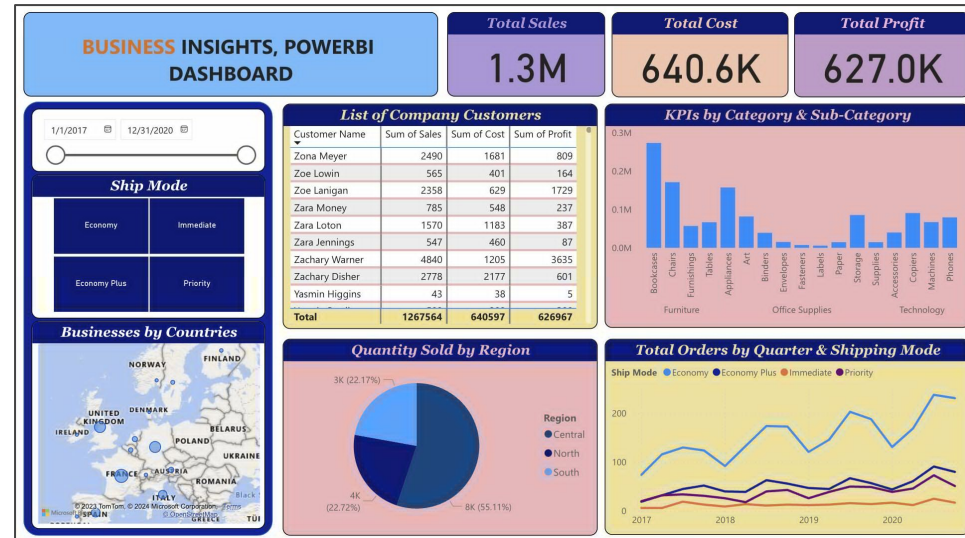 BUSINESS INSIGHTS, POWERBI
DASHBOARD
Total Sales
1.3M
Total Cost
640.6K
Total Profit
627.0K
1/1/2017
12/31/2020
Ship Mode
Economy
Immediate
Economy Plus
Priority
Businesses by Countries
NORWAY
FINLAND
UNITED
KINGDOM
DENMARK
IRELAND
BELARUS
POLAND
UKRAINE
FRANCE
AUSTRIA
ROMANIA
ITALY
Black
© 2023 TomTom, © 2024 Microsoft Corporation Terms
Microsoft
SPAIN
© OpenStreetMap
GREECE
List of Company Customers
Customer Name Sum of Sales Sum of Cost Sum of Profit
Zona Meyer 2490 1681 809
Zoe Lowin 565 401 164
Zoe Lanigan 2358 629 1729
Zara Money 785 548 237
Zara Loton 1570 1183 387
Zara Jennings 547 460 87
Zachary Warner 4840 1205 3635
Zachary Disher 2778 2177 601
Yasmin Higgins 43 38 5
Total 1267564 640597 626967
KPIs by Category & Sub-Category
0.3M
0.2M
0.1M
0.0M
Bookcases
Chairs
Furnishings
Tables
Appliances
Art
Binders
Envelopes
Fasteners
Labels
Paper
Storage
Supplies
Accessories
Copiers
Machines
Phones
Furniture
Office Supplies
Technology
Quantity Sold by Region
3K (22.17%)
4K
(22.72%)
8K (55.11%)
Region
Central
North
South
Total Orders by Quarter & Shipping Mode
Ship Mode Economy Economy Plus Immediate Priority
200
100
0
2017
2018
2019
2020